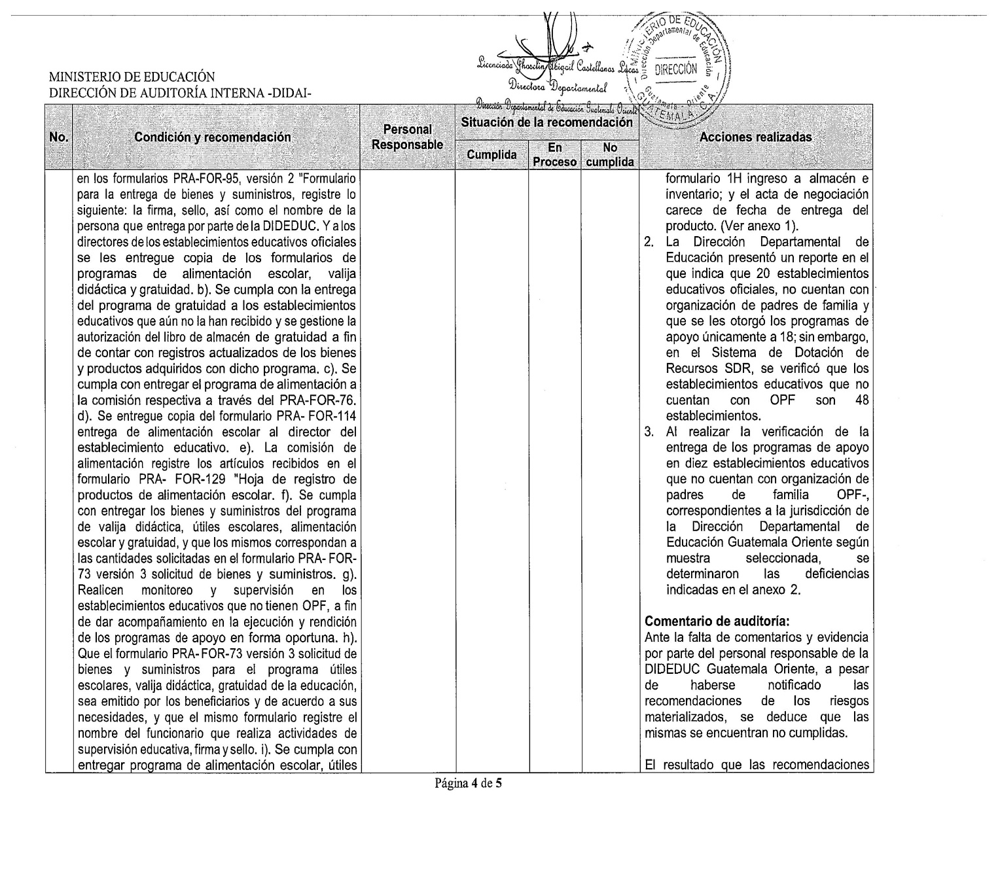 MINISTERIO DE EDUCACIÓN
DIRECCIÓN DE AUDITORÍA INTERNA -DIDAI-
Licenciada Abigail Castellanos Lucas
Directora Departamental
Dirección Departamental de Educación Guatemala Oriente
MINISTERIO DE EDUCACIÓN
Dirección Departamental de Educación
DIRECCIÓN
Guatemala - Oriente
GUATEMALA, C.A.
No.
Condición y recomendación
Personal
Responsable
Situación de la recomendación
Cumplida
En
Proceso
No
cumplida
Acciones realizadas
en los formularios PRA-FOR-95, versión 2 "Formulario
para la entrega de bienes y suministros, registre lo
siguiente: la firma, sello, así como el nombre de la
persona que entrega por parte de la DIDEDUC. Y a los
directores de los establecimientos educativos oficiales
se les entregue copia de los formularios de
programas de alimentación escolar, valija
didáctica y gratuidad. b). Se cumpla con la entrega
del programa de gratuidad a los establecimientos
educativos que aún no la han recibido y se gestione la
autorización del libro de almacén de gratuidad a fin
de contar con registros actualizados de los bienes
y productos adquiridos con dicho programa. c). Se
cumpla con entregar el programa de alimentación a
la comisión respectiva a través del PRA-FOR-76.
d). Se entregue copia del formulario PRA- FOR-114
entrega de alimentación escolar al director del
establecimiento educativo. e). La comisión de
alimentación registre los artículos recibidos en el
formulario PRA- FOR-129 "Hoja de registro de
productos de alimentación escolar. f). Se cumpla
con entregar los bienes y suministros del programa
de valija didáctica, útiles escolares, alimentación
escolar y gratuidad, y que los mismos correspondan a
las cantidades solicitadas en el formulario PRA- FOR-
73 versión 3 solicitud de bienes y suministros. g).
Realicen monitoreo y supervisión en los
establecimientos educativos que no tienen OPF, a fin
de dar acompañamiento en la ejecución y rendición
de los programas de apoyo en forma oportuna. h).
Que el formulario PRA-FOR-73 versión 3 solicitud de
bienes y suministros para el programa útiles
escolares, valija didáctica, gratuidad de la educación,
sea emitido por los beneficiarios y de acuerdo a sus
necesidades, y que el mismo formulario registre el
nombre del funcionario que realiza actividades de
supervisión educativa, firma y sello. i). Se cumpla con
entregar programa de alimentación escolar, útiles
formulario 1H ingreso a almacén e
inventario; y el acta de negociación
carece de fecha de entrega del
producto. (Ver anexo 1).
2. La Dirección Departamental de
Educación presentó un reporte en el
que indica que 20 establecimientos
educativos oficiales, no cuentan con
organización de padres de familia y
que se les otorgó los programas de
apoyo únicamente a 18; sin embargo,
en el Sistema de Dotación de
Recursos SDR, se verificó que los
establecimientos educativos que no
cuentan con OPF son 48
establecimientos.
3. Al realizar la verificación de la
entrega de los programas de apoyo
en diez establecimientos educativos
que no cuentan con organización de
padres de familia OPF-,
correspondientes a la jurisdicción de
la Dirección Departamental de
Educación Guatemala Oriente según
muestra seleccionada, se
determinaron las deficiencias
indicadas en el anexo 2.
Comentario de auditoría:
Ante la falta de comentarios y evidencia
por parte del personal responsable de la
DIDEDUC Guatemala Oriente, a pesar
de haberse notificado las
recomendaciones de los riesgos
materializados, se deduce que las
mismas se encuentran no cumplidas.
El resultado que las recomendaciones
Página 4 de 5